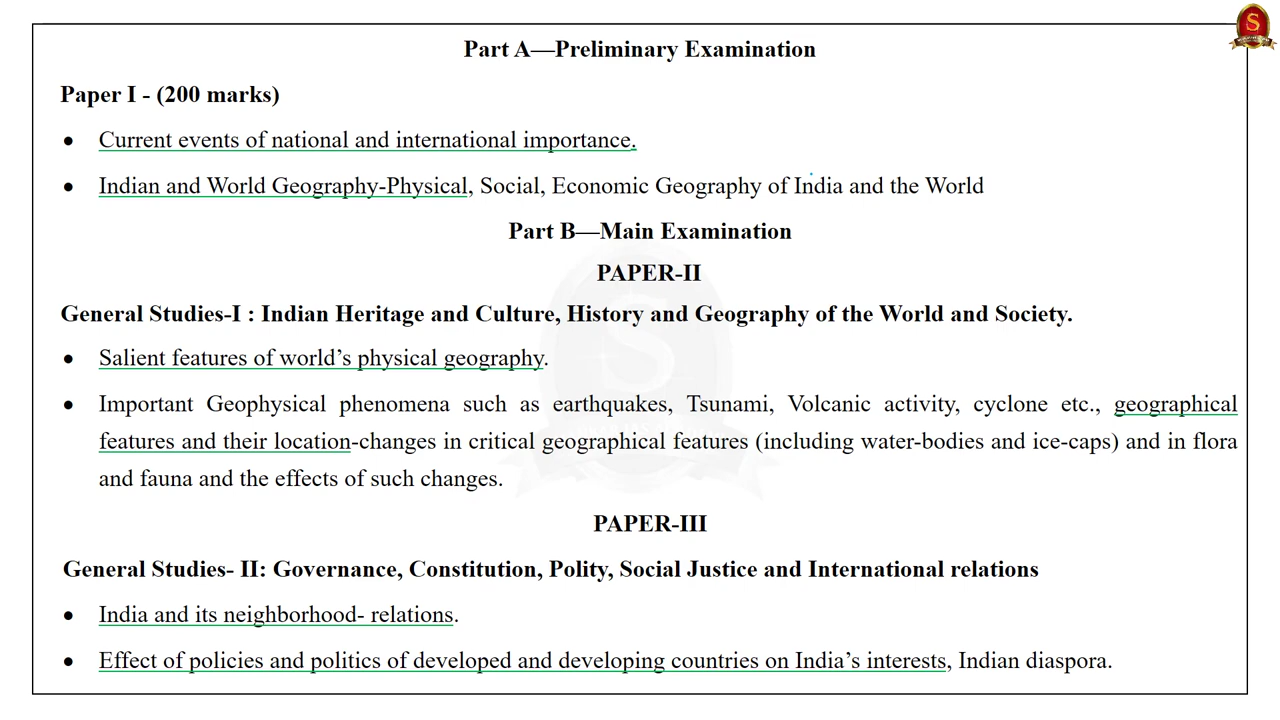 Part A—Preliminary Examination
Paper I - (200 marks)
● Current events of national and international importance.
● Indian and World Geography-Physical, Social, Economic Geography of India and the World
Part B—Main Examination
PAPER-II
General Studies-I : Indian Heritage and Culture, History and Geography of the World and Society.
● Salient features of world’s physical geography.
● Important Geophysical phenomena such as earthquakes, Tsunami, Volcanic activity, cyclone etc., geographical
features and their location-changes in critical geographical features (including water-bodies and ice-caps) and in flora
and fauna and the effects of such changes.
PAPER-III
General Studies- II: Governance, Constitution, Polity, Social Justice and International relations
● India and its neighborhood- relations.
● Effect of policies and politics of developed and developing countries on India’s interests, Indian diaspora.